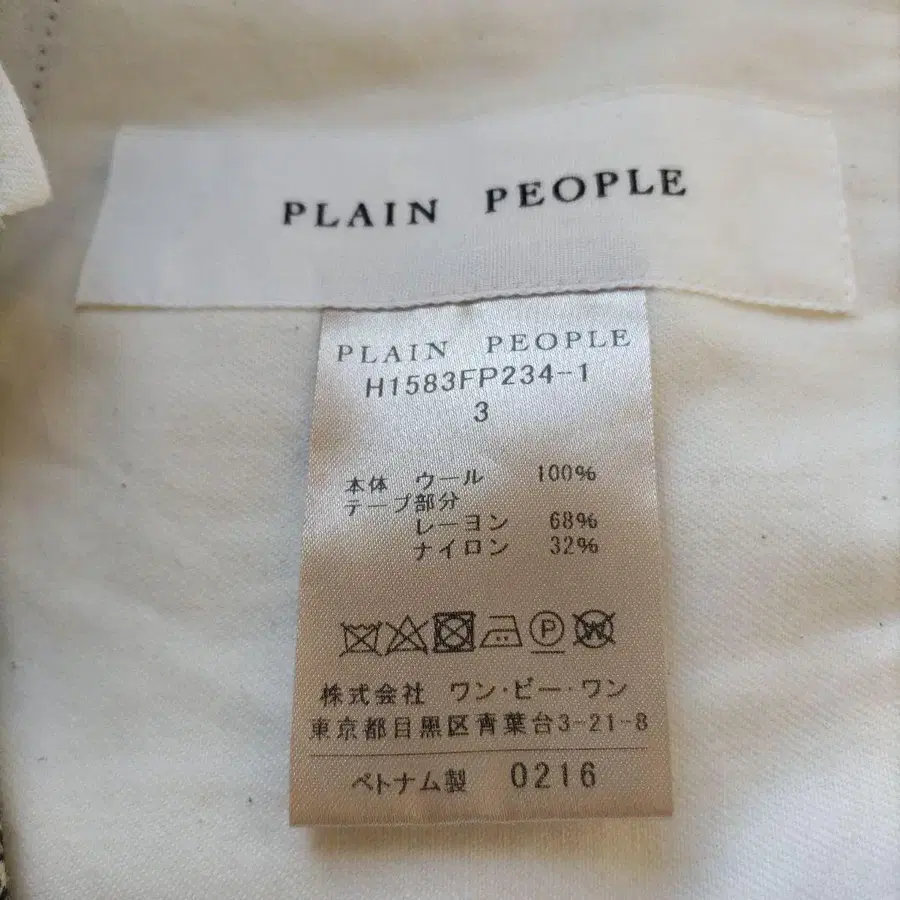 PLAIN PEOPLE
PLAIN PEOPLE
H1583FP234-1
3
本体 ウール 100%
テープ部分
レーヨン 68%
ナイロン 32%
P W
株式会社 ワン・ビー・ワン
東京都目黒区青葉台3-21-8
ベトナム製 0216